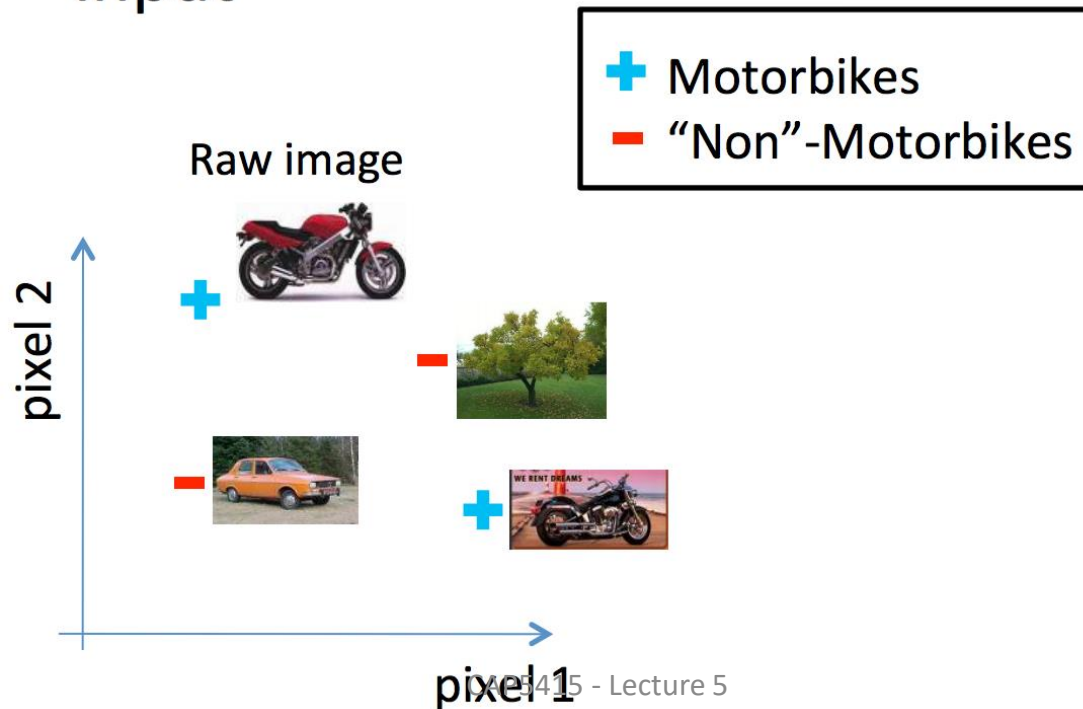 Motorbikes
“Non”-Motorbikes
Raw image
pixel 2
WE RENT DREAMS
pixel 1
CAP5415 - Lecture 5